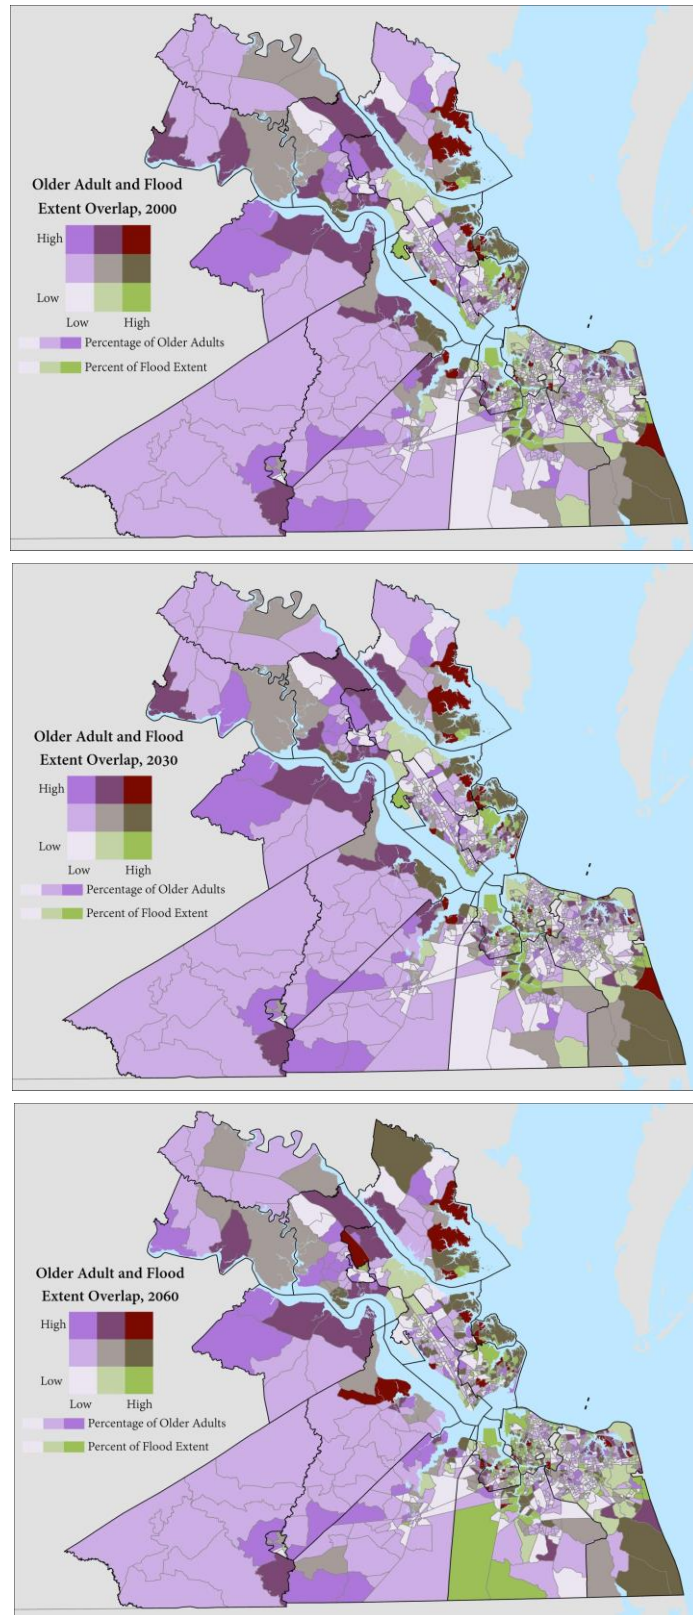 Older Adult and Flood
Extent Overlap, 2000
High
Low
Low High
Percentage of Older Adults
Percent of Flood Extent
Older Adult and Flood
Extent Overlap, 2030
High
Low
Low High
Percentage of Older Adults
Percent of Flood Extent
Older Adult and Flood
Extent Overlap, 2060
High
Low
Low High
Percentage of Older Adults
Percent of Flood Extent